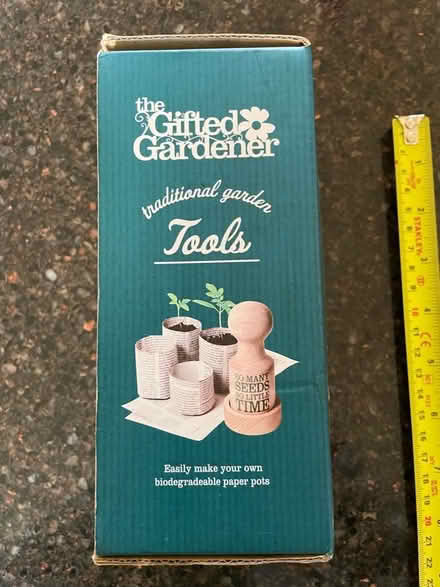 the
Gifted
Gardener
traditional garden
Tools
SO MANY
SEEDS
SO LITTLE
TIME
Easily make your own
biodegradeable paper pots
STANLEY